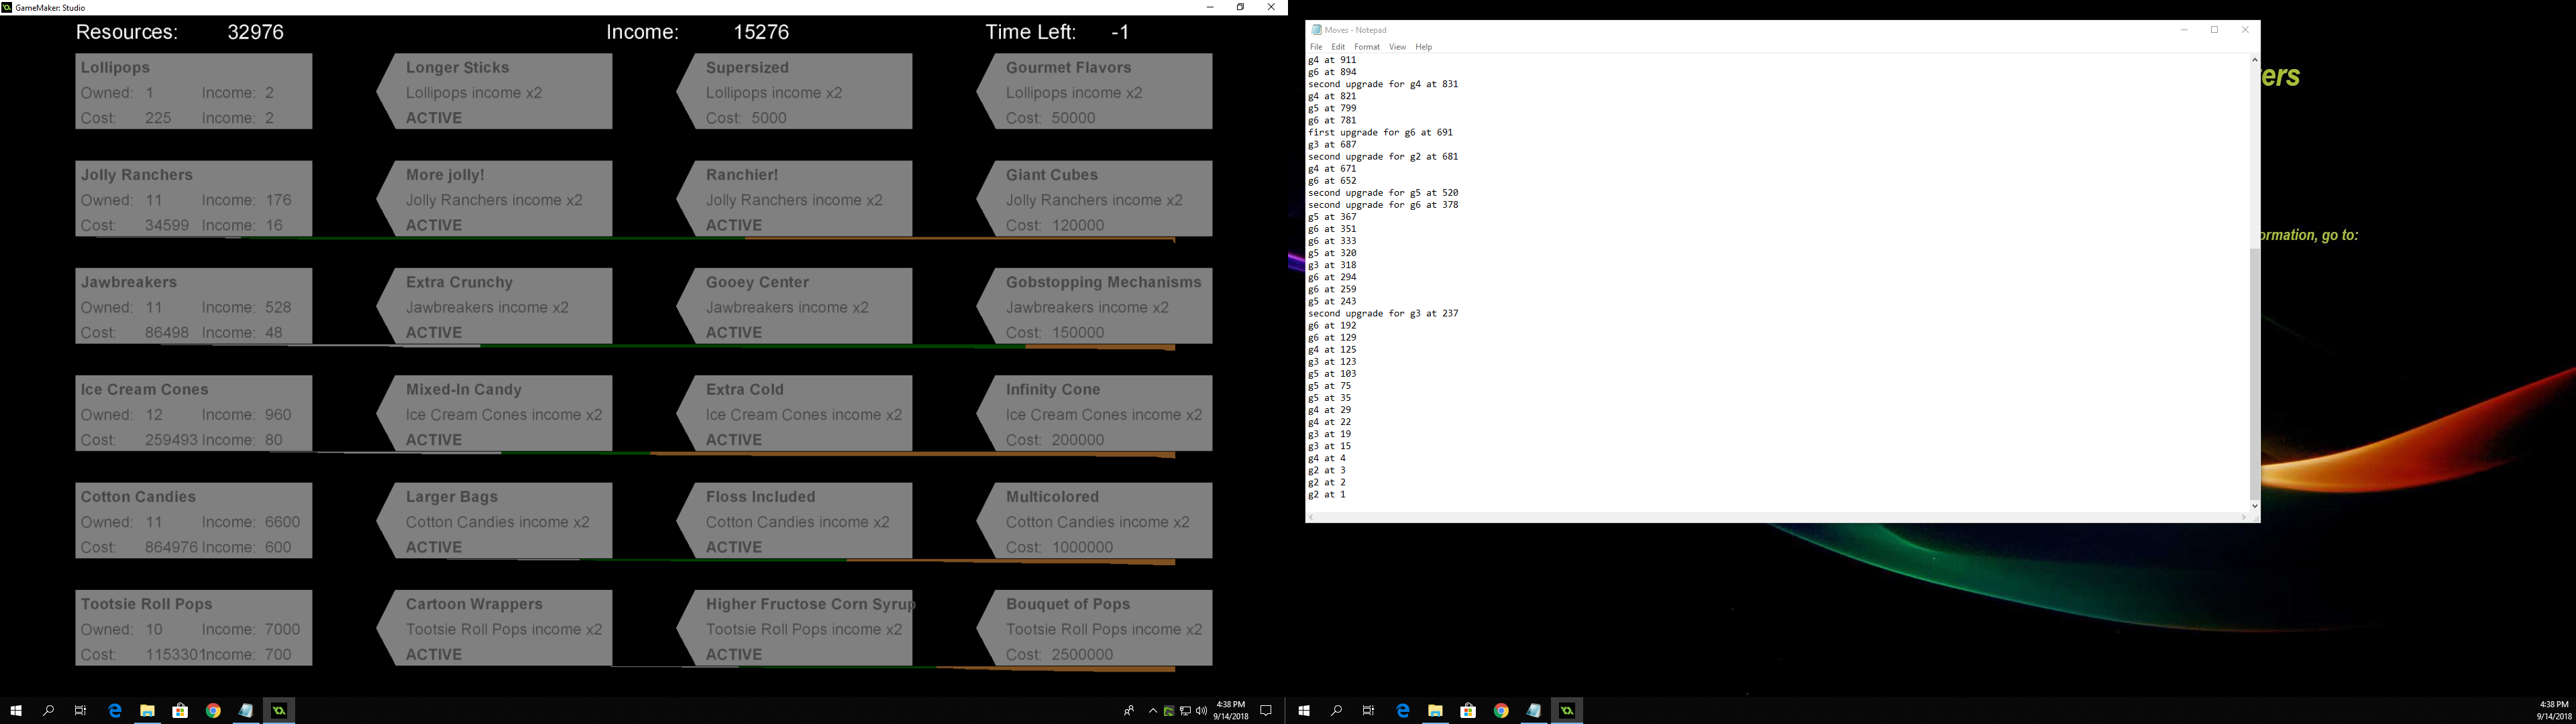 GameMaker: Studio
Resources: 32976 Income: 15276 Time Left: -1
Lollipops
Owned: 1 Income: 2
Cost: 225 Income: 2
Longer Sticks
Lollipops income x2
ACTIVE
Supersized
Lollipops income x2
Cost: 5000
Gourmet Flavors
Lollipops income x2
Cost: 50000
Jolly Ranchers
Owned: 11 Income: 176
Cost: 34599 Income: 16
More jolly!
Jolly Ranchers income x2
ACTIVE
Ranchier!
Jolly Ranchers income x2
ACTIVE
Giant Cubes
Jolly Ranchers income x2
Cost: 120000
Jawbreakers
Owned: 11 Income: 528
Cost: 86498 Income: 48
Extra Crunchy
Jawbreakers income x2
ACTIVE
Gooey Center
Jawbreakers income x2
ACTIVE
Gobstopping Mechanisms
Jawbreakers income x2
Cost: 150000
Ice Cream Cones
Owned: 12 Income: 960
Cost: 259493 Income: 80
Mixed-In Candy
Ice Cream Cones income x2
ACTIVE
Extra Cold
Ice Cream Cones income x2
ACTIVE
Infinity Cone
Ice Cream Cones income x2
Cost: 200000
Cotton Candies
Owned: 11 Income: 6600
Cost: 864976 Income: 600
Larger Bags
Cotton Candies income x2
ACTIVE
Floss Included
Cotton Candies income x2
ACTIVE
Multicolored
Cotton Candies income x2
Cost: 1000000
Tootsie Roll Pops
Owned: 10 Income: 7000
Cost: 1153301 Income: 700
Cartoon Wrappers
Tootsie Roll Pops income x2
ACTIVE
Higher Fructose Corn Syrup
Tootsie Roll Pops income x2
ACTIVE
Bouquet of Pops
Tootsie Roll Pops income x2
Cost: 2500000
4:38 PM
9/14/2018
Moves - Notepad
File Edit Format View Help
g4 at 911
g6 at 894
second upgrade for g4 at 831
g4 at 821
g5 at 799
g6 at 781
first upgrade for g6 at 691
g3 at 687
second upgrade for g2 at 681
g4 at 671
g6 at 652
second upgrade for g5 at 520
second upgrade for g6 at 378
g5 at 367
g6 at 351
g6 at 333
g5 at 320
g3 at 318
g6 at 294
g6 at 259
g5 at 243
second upgrade for g3 at 237
g6 at 192
g6 at 129
g4 at 125
g3 at 123
g5 at 103
g5 at 75
g5 at 35
g4 at 29
g4 at 22
g3 at 19
g3 at 15
g4 at 4
g2 at 3
g2 at 2
g2 at 1
ers
ormation, go to:
4:38 PM
9/14/2018